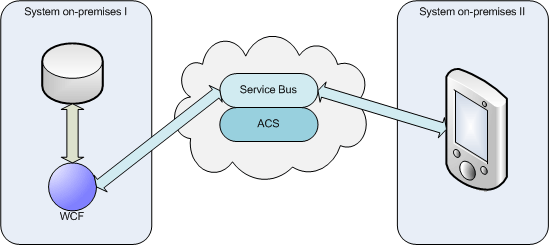 System on-premises I
System on-premises II
Service Bus
ACS
WCF